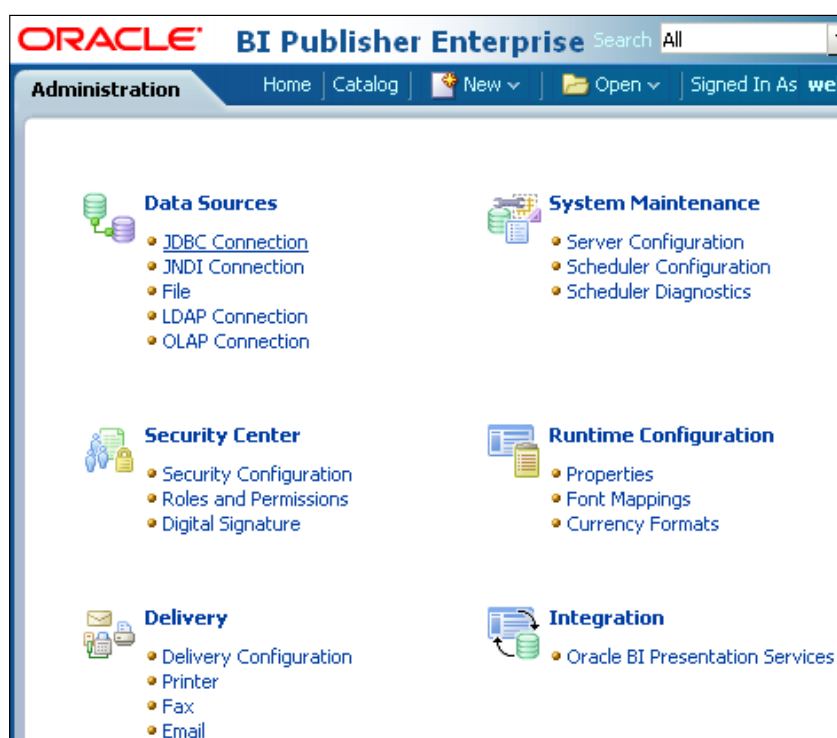 ORACLE BI Publisher Enterprise Search All
Administration Home Catalog New Open Signed In As we
Data Sources
JDBC Connection
JNDI Connection
File
LDAP Connection
OLAP Connection
System Maintenance
Server Configuration
Scheduler Configuration
Scheduler Diagnostics
Security Center
Security Configuration
Roles and Permissions
Digital Signature
Runtime Configuration
Properties
Font Mappings
Currency Formats
Delivery
Delivery Configuration
Printer
Fax
Email
Integration
Oracle BI Presentation Services